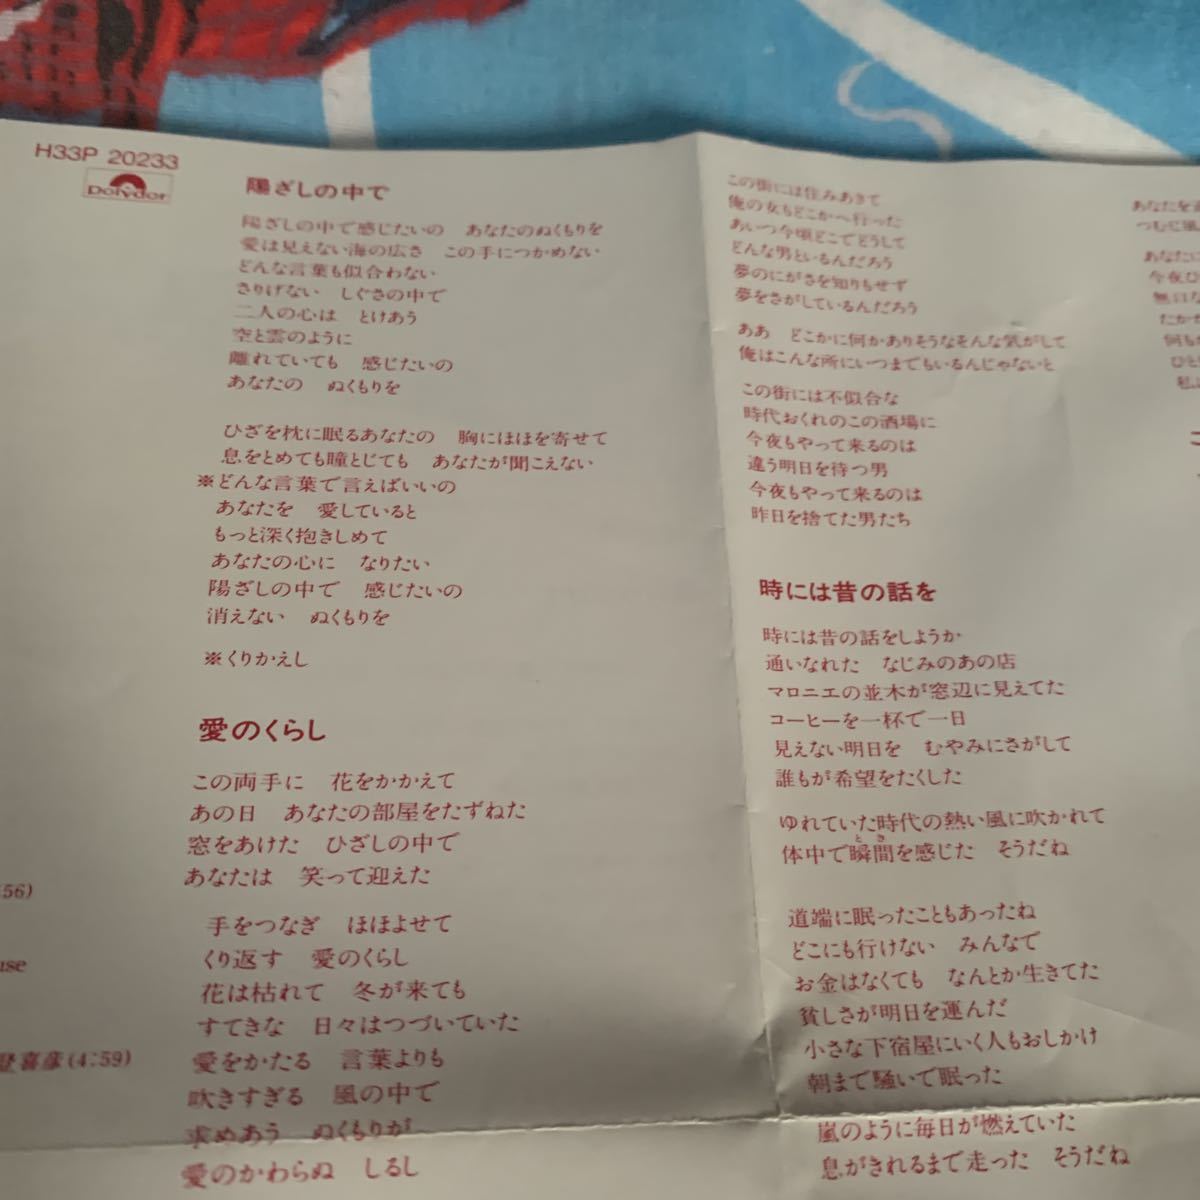 H33P 20233
Polydor
陽ざしの中で
陽ざしの中で感じたいの　あなたのぬくもりを
愛は見えない海の広さ　この手につかめない
どんな言葉も似合わない
さりげない　しぐさの中で
二人の心は　とけあう
空と雲のように
離れていても　感じたいの
あなたの　ぬくもりを
ひざを枕に眠るあなたの　胸にほほを寄せて
息をとめても瞳とじても　あなたが聞こえない
※どんな言葉で言えばいいの
あなたを　愛していると
もっと深く抱きしめて
あなたの心に　なりたい
陽ざしの中で　感じたいの
消えない　ぬくもりを
※くりかえし
愛のくらし
この両手に　花をかかえて
あの日　あなたの部屋をたずねた
窓をあけた　ひざしの中で
あなたは　笑って迎えた
手をつなぎ　ほほよせて
くり返す　愛のくらし
花は枯れて　冬が来ても
すてきな　日々はつづいていた
愛をかたる　言葉よりも
吹きすぎる　風の中で
求めあう　ぬくもりが
愛のかわらぬ　しるし
56)
use
登喜彦(4:59)
この街には住みあきて
俺の女もどこかへ行った
あいつ今頃どこでどうして
どんな男といるんだろう
夢のにがさを知りもせず
夢をさがしているんだろう
ああ　どこかに何かありそうなそんな気がして
俺はこんな所にいつまでもいるんじゃないと
この街には不似合な
時代おくれのこの酒場に
今夜もやって来るのは
違う明日を待つ男
今夜もやって来るのは
昨日を捨てた男たち
時には昔の話を
時には昔の話をしようか
通いなれた　なじみのあの店
マロニエの並木が窓辺に見えてた
コーヒーを一杯で一日
見えない明日を　むやみにさがして
誰もが希望をたくした
ゆれていた時代の熱い風に吹かれて
体中で瞬間を感じた　そうだね
とき
道端に眠ったこともあったね
どこにも行けない　みんなで
お金はなくても　なんとか生きてた
貧しさが明日を運んだ
小さな下宿屋にいく人もおしかけ
朝まで騒いで眠った
嵐のように毎日が燃えていた
息がきれるまで走った　そうだね
あなたを
つむじ風
あなたに
今夜ひ
無口な
たかが
何も
ひと
私